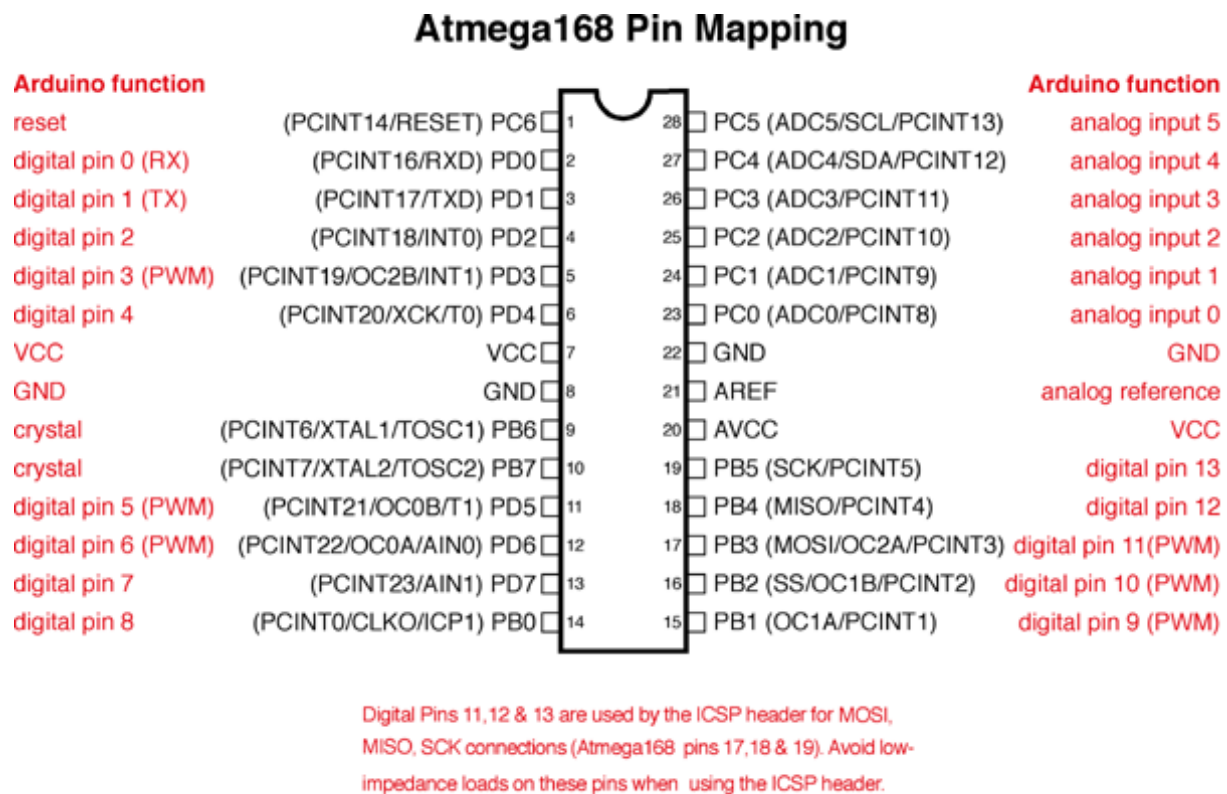 Atmega168 Pin Mapping
Arduino function Arduino function
reset (PCINT14/RESET) PC6 1 28 PC5 (ADC5/SCL/PCINT13) analog input 5
digital pin 0 (RX) (PCINT16/RXD) PD0 2 27 PC4 (ADC4/SDA/PCINT12) analog input 4
digital pin 1 (TX) (PCINT17/TXD) PD1 3 26 PC3 (ADC3/PCINT11) analog input 3
digital pin 2 (PCINT18/INT0) PD2 4 25 PC2 (ADC2/PCINT10) analog input 2
digital pin 3 (PWM) (PCINT19/OC2B/INT1) PD3 5 24 PC1 (ADC1/PCINT9) analog input 1
digital pin 4 (PCINT20/XCK/T0) PD4 6 23 PC0 (ADC0/PCINT8) analog input 0
VCC VCC 7 22 GND GND
GND GND 8 21 AREF analog reference
crystal (PCINT6/XTAL1/TOSC1) PB6 9 20 AVCC VCC
crystal (PCINT7/XTAL2/TOSC2) PB7 10 19 PB5 (SCK/PCINT5) digital pin 13
digital pin 5 (PWM) (PCINT21/OC0B/T1) PD5 11 18 PB4 (MISO/PCINT4) digital pin 12
digital pin 6 (PWM) (PCINT22/OC0A/AIN0) PD6 12 17 PB3 (MOSI/OC2A/PCINT3) digital pin 11(PWM)
digital pin 7 (PCINT23/AIN1) PD7 13 16 PB2 (SS/OC1B/PCINT2) digital pin 10 (PWM)
digital pin 8 (PCINT0/CLKO/ICP1) PB0 14 15 PB1 (OC1A/PCINT1) digital pin 9 (PWM)
Digital Pins 11,12 & 13 are used by the ICSP header for MOSI,
MISO, SCK connections (Atmega168 pins 17,18 & 19). Avoid low-
impedance loads on these pins when using the ICSP header.